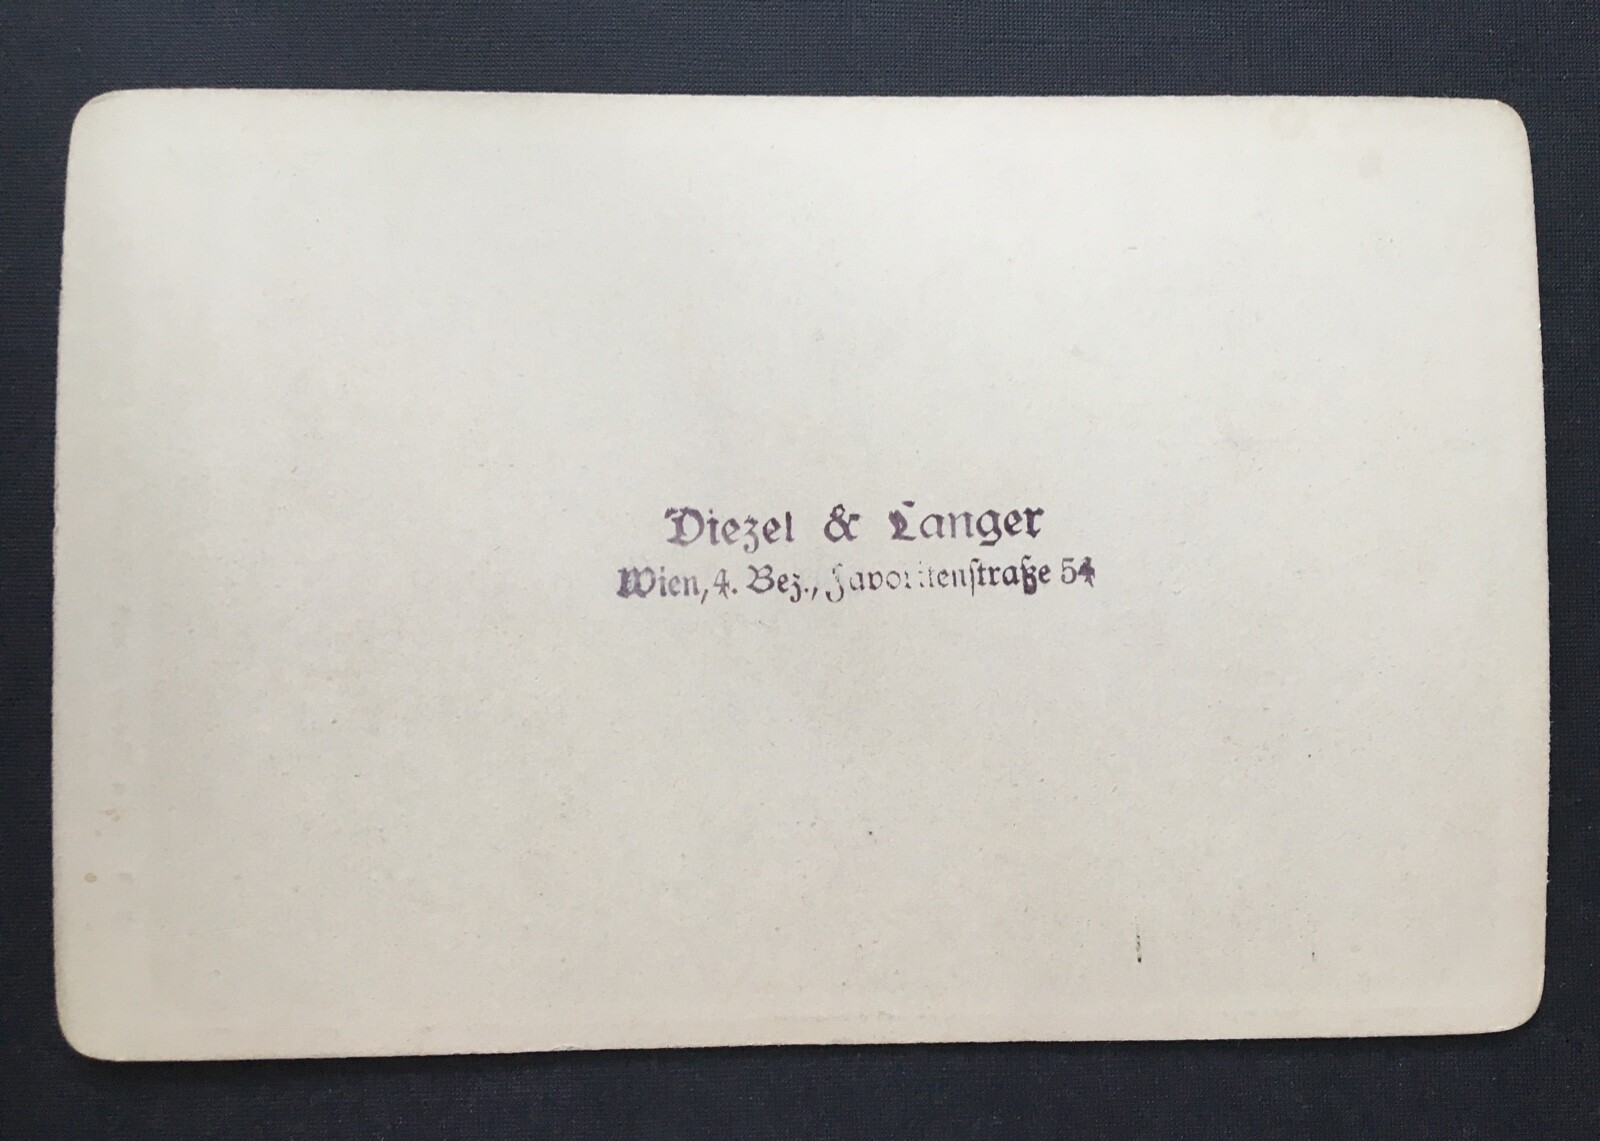 Diezel & Langer
Wien, 4. Bez., Favoritenstraße 54